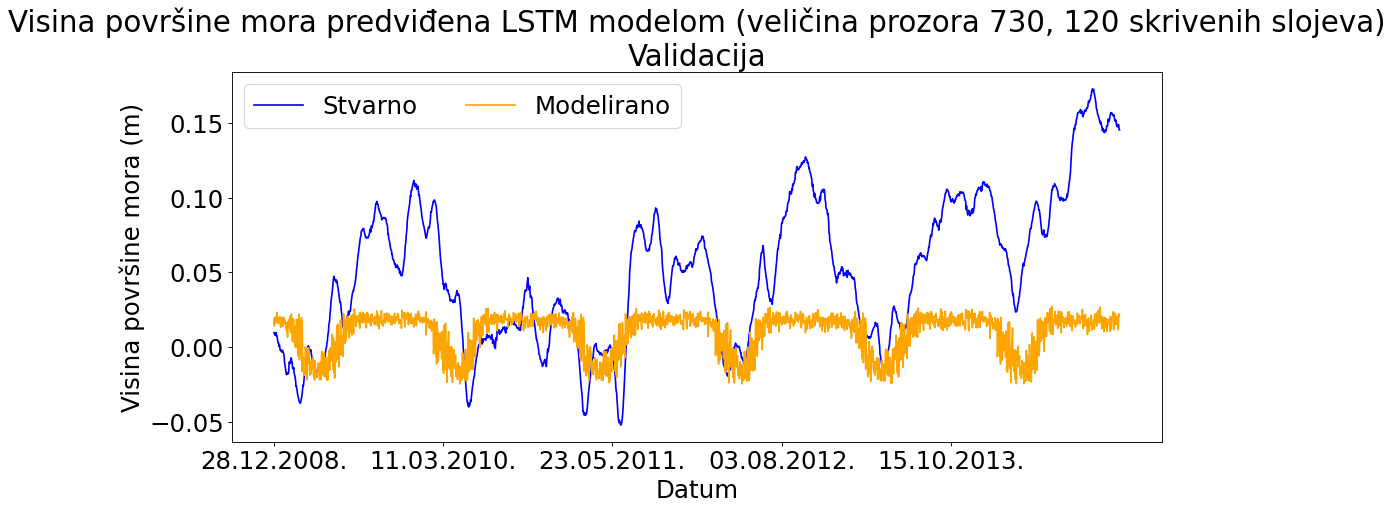 Visina površine mora predviđena LSTM modelom (veličina prozora 730, 120 skrivenih slojeva)
Validacija
Stvarno Modelirano
Visina površine mora (m)
0.15
0.10
0.05
0.00
−0.05
28.12.2008. 11.03.2010. 23.05.2011. 03.08.2012. 15.10.2013.
Datum